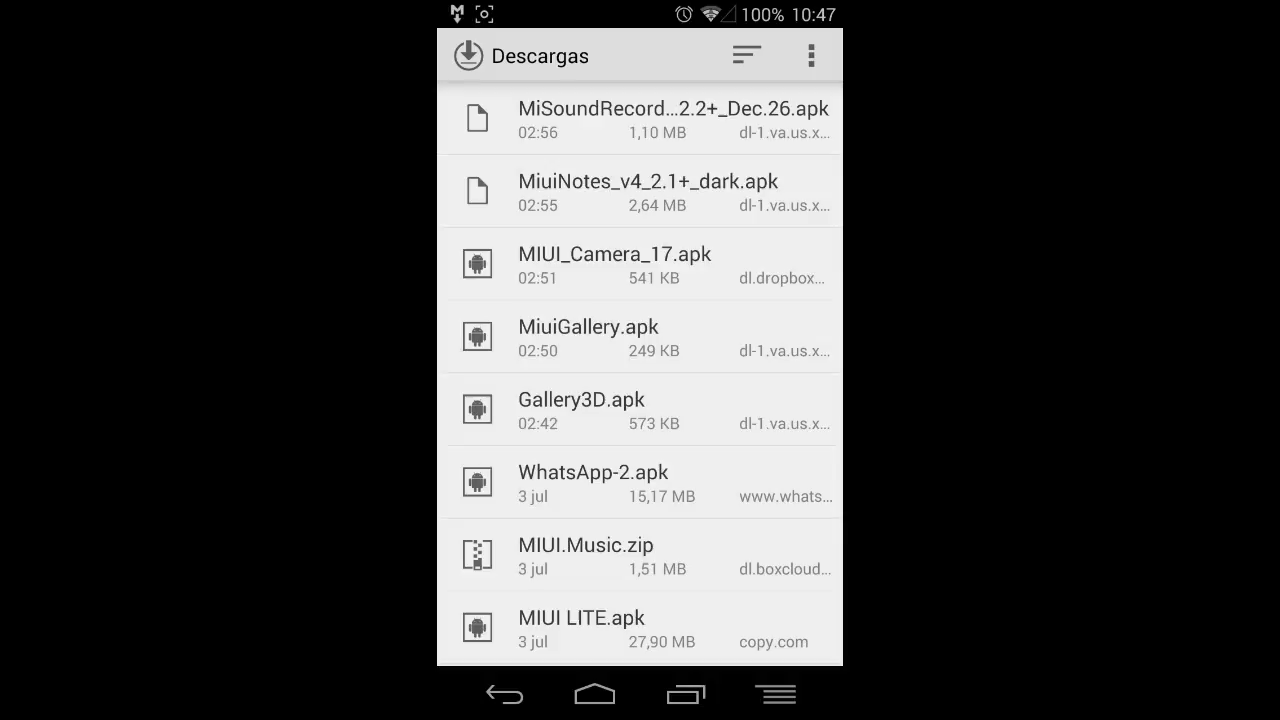 100% 10:47
Descargas
MiSoundRecord...2.2+_Dec.26.apk
02:56 1,10 MB dl-1.va.us.x...
MiuiNotes_v4_2.1+_dark.apk
02:55 2,64 MB dl-1.va.us.x...
MIUI_Camera_17.apk
02:51 541 KB dl.dropbox...
MiuiGallery.apk
02:50 249 KB dl-1.va.us.x...
Gallery3D.apk
02:42 573 KB dl-1.va.us.x...
WhatsApp-2.apk
3 jul 15,17 MB www.whats...
MIUI.Music.zip
3 jul 1,51 MB dl.boxcloud...
MIUI LITE.apk
3 jul 27,90 MB copy.com